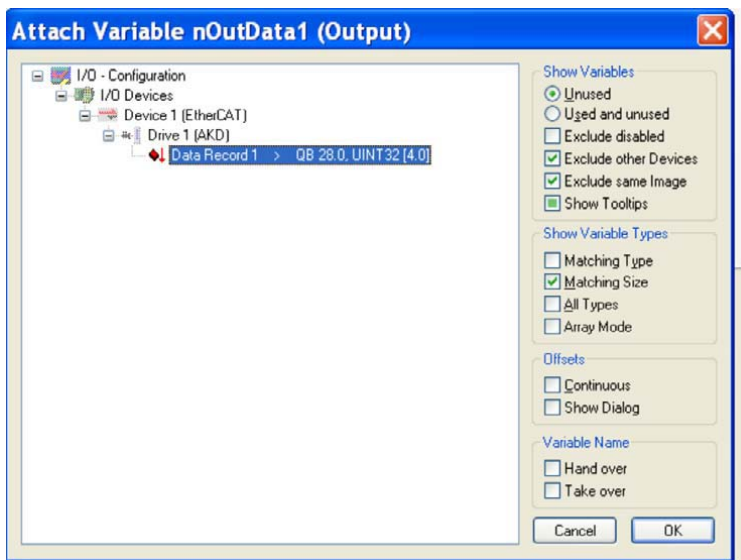 Attach Variable nOutData1 (Output)
I/O - Configuration
I/O Devices
Device 1 (EtherCAT)
Drive 1 (AKD)
Data Record 1 > QB 28.0, UINT32 [4.0]
Show Variables
Unused
Used and unused
Exclude disabled
Exclude other Devices
Exclude same Image
Show Tooltips
Show Variable Types
Matching Type
Matching Size
All Types
Array Mode
Offsets
Continuous
Show Dialog
Variable Name
Hand over
Take over
Cancel OK